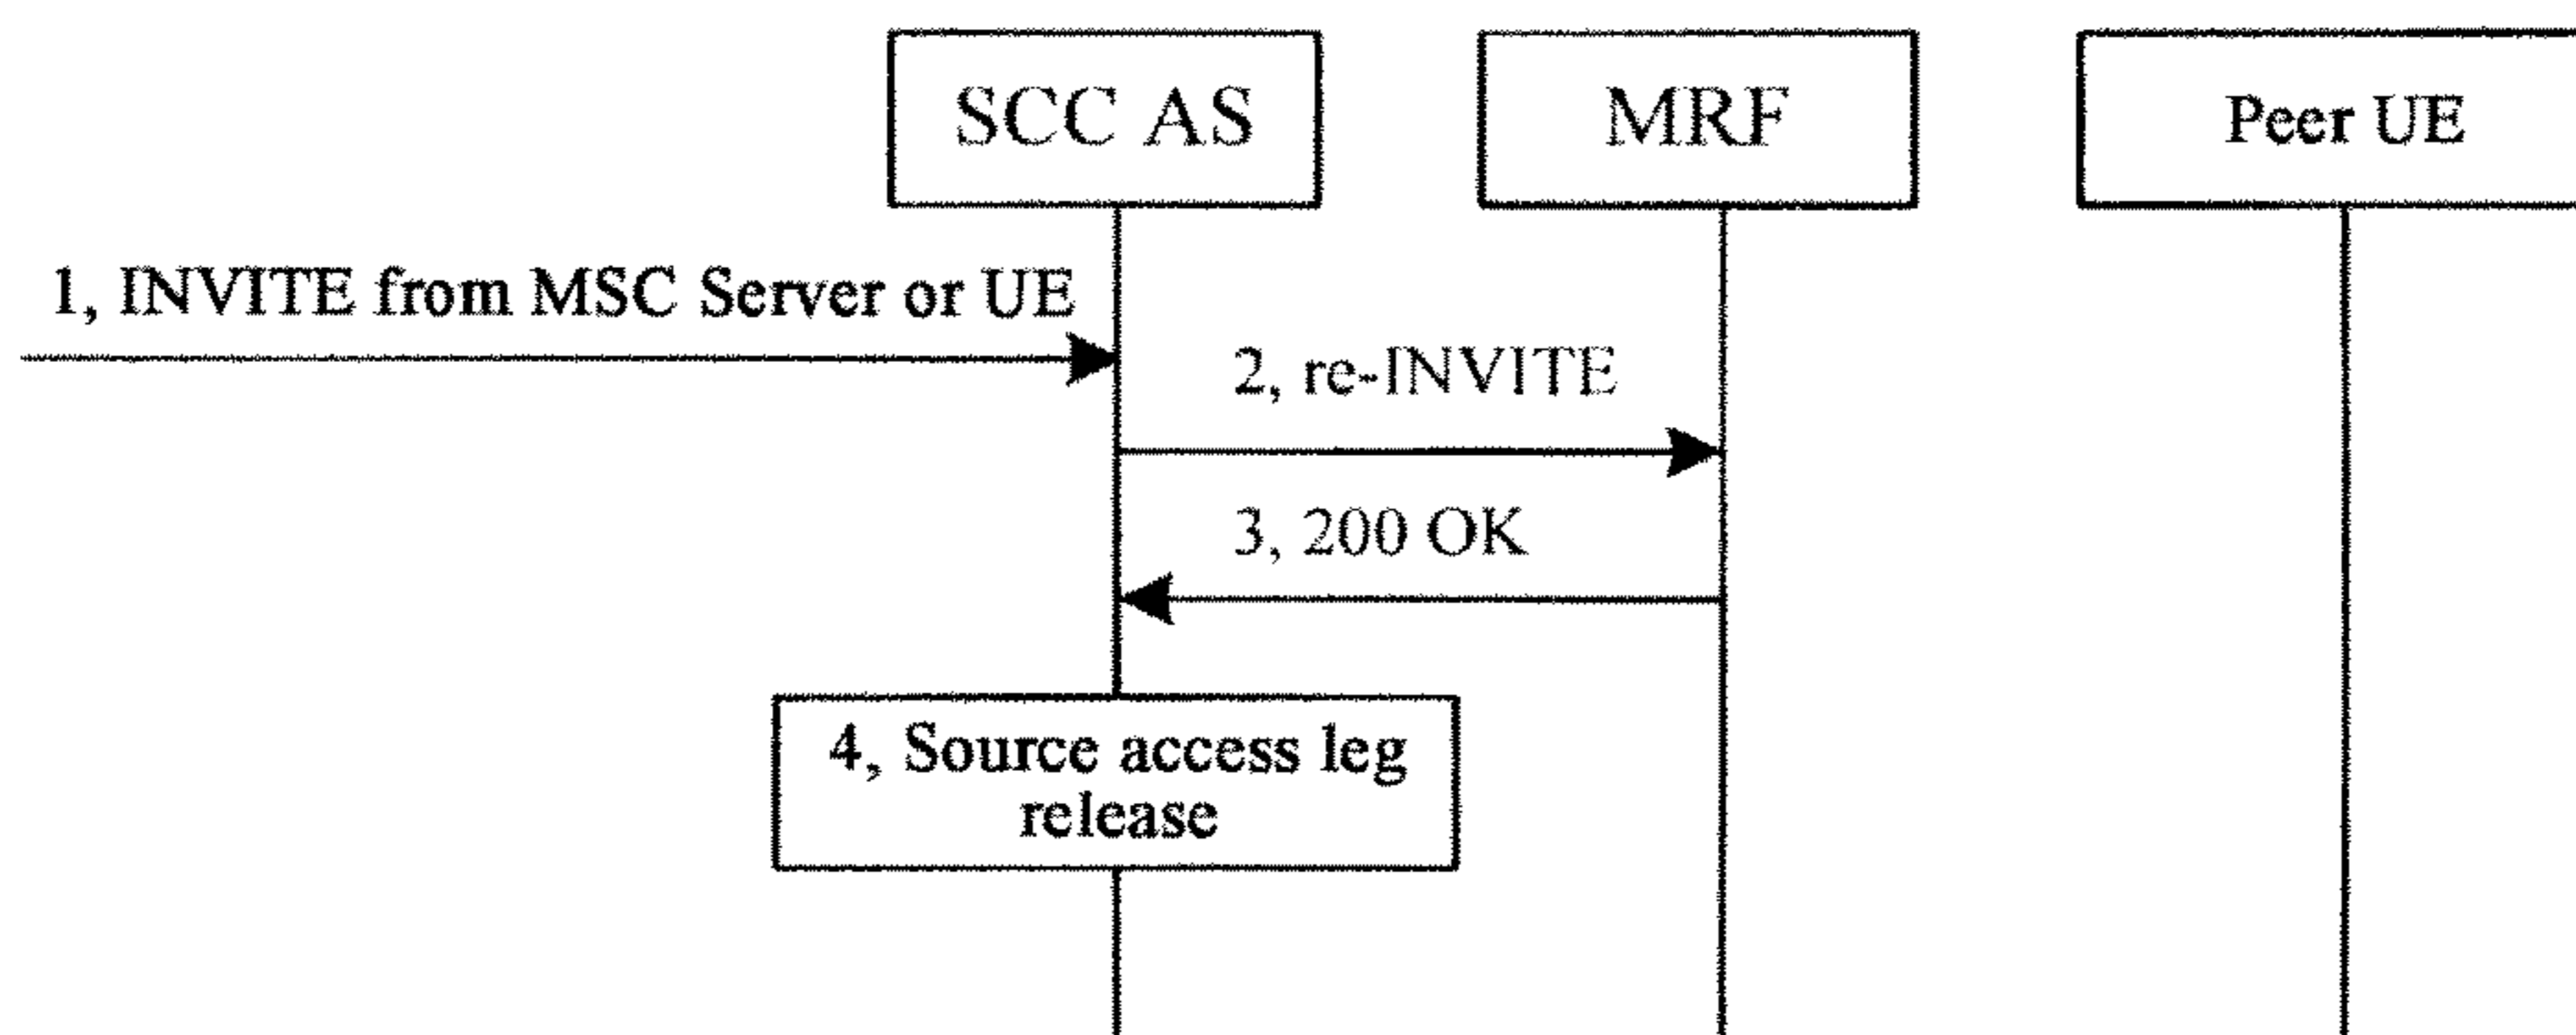 SCC AS
MRF
Peer UE
1, INVITE from MSC Server or UE
2, re-INVITE
3, 200 OK
4, Source access leg
release